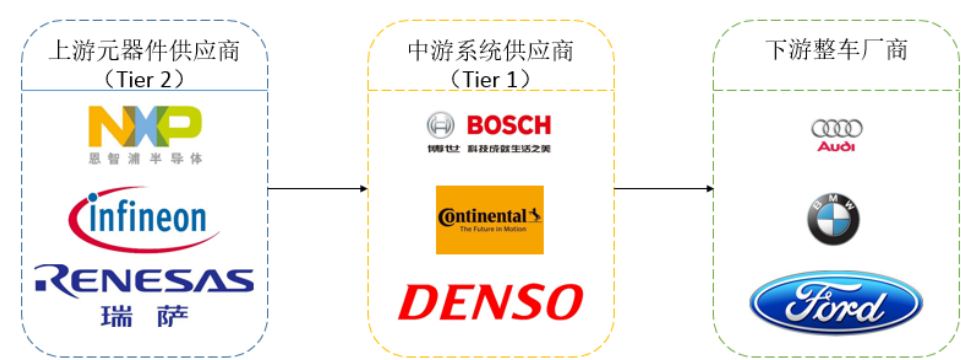 上游元器件供应商
（Tier 2）
NXP
恩智浦半导体
infineon
RENESAS
瑞萨
中游系统供应商
（Tier 1）
BOSCH
博世 科技成就生活之美
Continental
The Future in Motion
DENSO
下游整车厂商
Audi
BMW
Ford